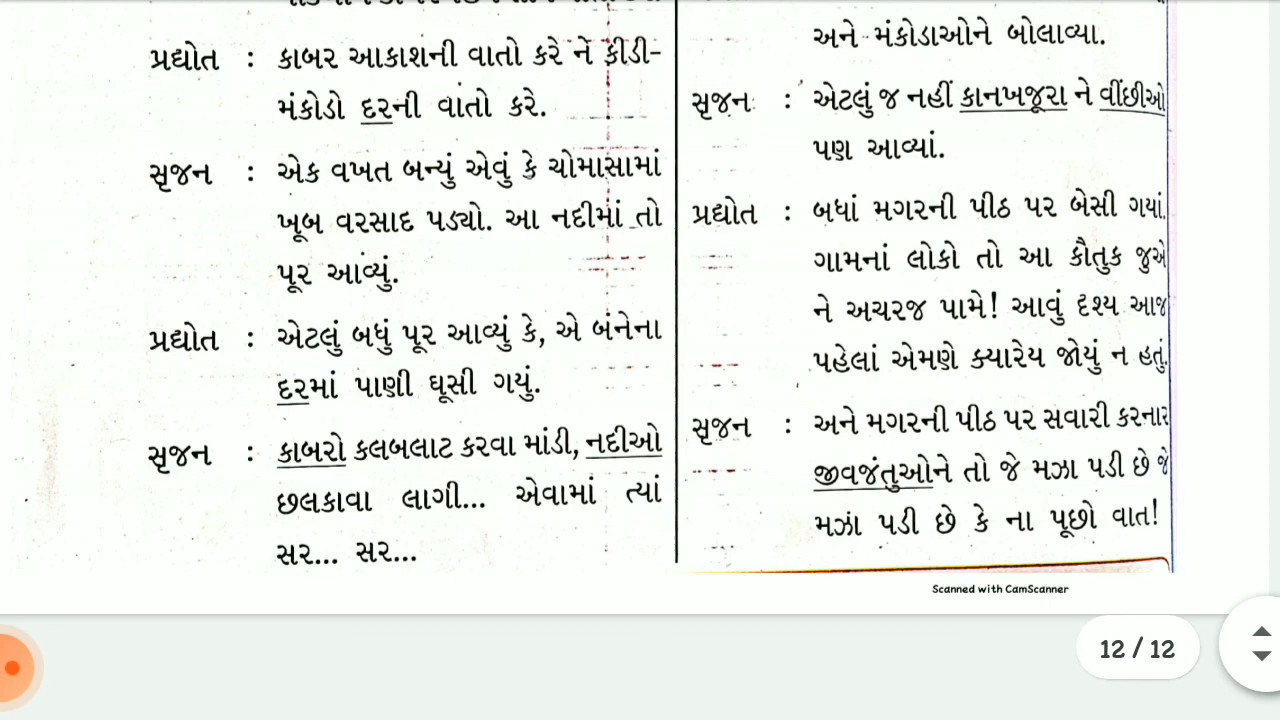 પ્રદ્યોત : કાબર આકાશની વાતો કરે ને કીડી-
મંકોડો દરની વાતો કરે.
સૃજન : એક વખત બન્યું એવું કે ચોમાસામાં
ખૂબ વરસાદ પડ્યો. આ નદીમાં તો
પૂર આવ્યું.
પ્રદ્યોત : એટલું બધું પૂર આવ્યું કે, એ બંનેના
દરમાં પાણી ઘૂસી ગયું.
સૃજન : કાબરો કલબલાટ કરવા માંડી, નદીઓ
છલકાવા લાગી... એવામાં ત્યાં
સર... સર...
અને મંકોડાઓને બોલાવ્યા.
સૃજન : એટલું જ નહીં કાનખજૂરા ને વીંછીઓ
પણ આવ્યાં.
પ્રદ્યોત : બધાં મગરની પીઠ પર બેસી ગયાં.
ગામનાં લોકો તો આ કૌતુક જુએ
ને અચરજ પામે! આવું દૃશ્ય આજ
પહેલાં એમણે ક્યારેય જોયું ન હતું.
સૃજન : અને મગરની પીઠ પર સવારી કરનાર
જીવજંતુઓને તો જે મઝા પડી છે જે
મઝા પડી છે કે ના પૂછો વાત!
Scanned with CamScanner
12 / 12